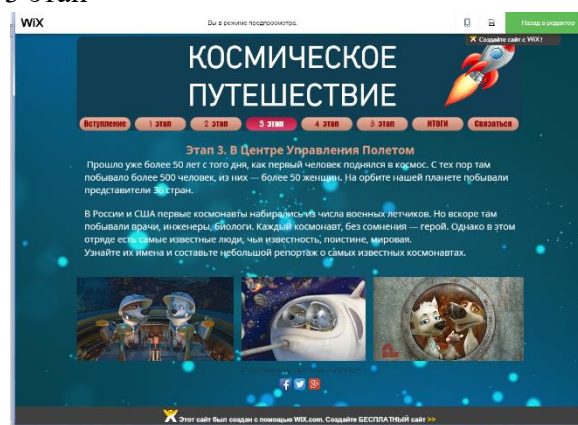 3 этап
WiX
Вы в режиме предпросмотра.
Назад в редактор
Создайте сайт с WIX!
КОСМИЧЕСКОЕ
ПУТЕШЕСТВИЕ
Вступление
1 этап
2 этап
3 этап
4 этап
5 этап
ИТОГИ
Связаться
Этап 3. В Центре Управления Полетом
Прошло уже более 50 лет с того дня, как первый человек поднялся в космос. С тех пор там
побывало более 500 человек, из них — более 50 женщин. На орбите нашей планете побывали
представители 36 стран.
В России и США первые космонавты набирались из числа военных летчиков. Но вскоре там
побывали врачи, инженеры, биологи. Каждый космонавт, без сомнения — герой. Однако в этом
отряде есть самые известные люди, чья известность, поистине, мировая.
Узнайте их имена и составьте небольшой репортаж о самых известных космонавтах.
Этот сайт был создан с помощью WIX.com. Создайте БЕСПЛАТНЫЙ сайт >>